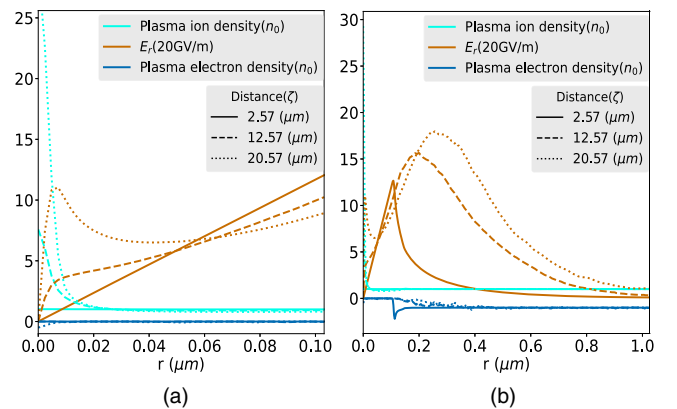 25
20
15
10
5
0
0.00
0.02
0.04
0.06
0.08
0.10
r (μm)
Plasma ion density(n₀)
Eᵣ(20GV/m)
Plasma electron density(n₀)
Distance(ζ)
2.57 (μm)
12.57 (μm)
20.57 (μm)
(a)
30
25
20
15
10
5
0
0.0
0.2
0.4
0.6
0.8
1.0
r (μm)
Plasma ion density(n₀)
Eᵣ(20GV/m)
Plasma electron density(n₀)
Distance(ζ)
2.57 (μm)
12.57 (μm)
20.57 (μm)
(b)